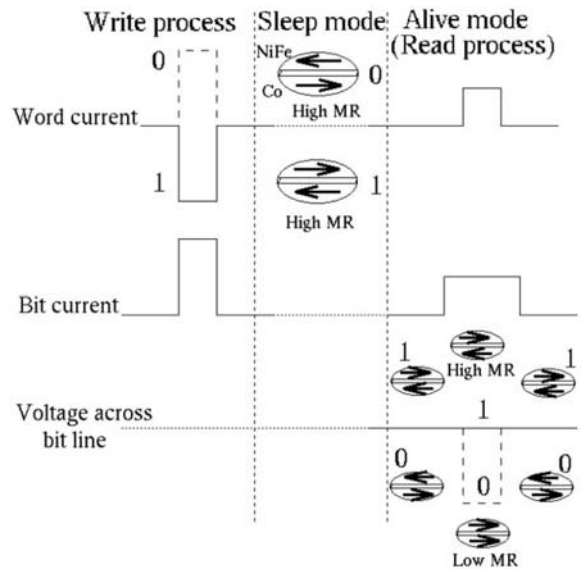 Write process
Sleep mode
Alive mode
(Read process)
0
NiFe
Co
0
High MR
Word current
1
1
High MR
Bit current
1
High MR
1
1
Voltage across
bit line
0
0
0
Low MR